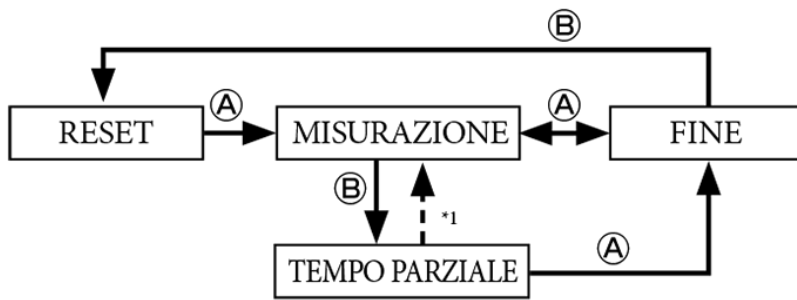 Ⓑ
RESET
Ⓐ
MISURAZIONE
Ⓐ
FINE
Ⓑ
*1
TEMPO PARZIALE
Ⓐ